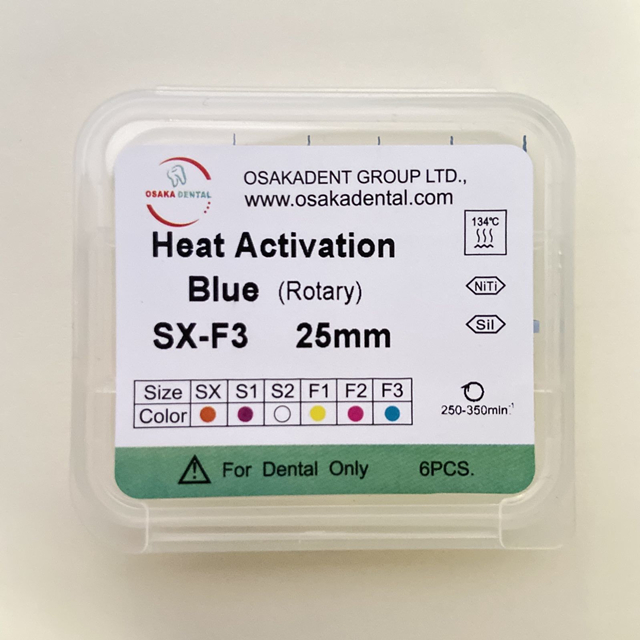 OSAKA DENTAL
OSAKADENT GROUP LTD.,
www.osakadental.com
134℃
Heat Activation
Blue (Rotary)
NiTi
SX-F3 25mm
Sil
Size SX S1 S2 F1 F2 F3
Color
250-350min⁻¹
For Dental Only 6PCS.